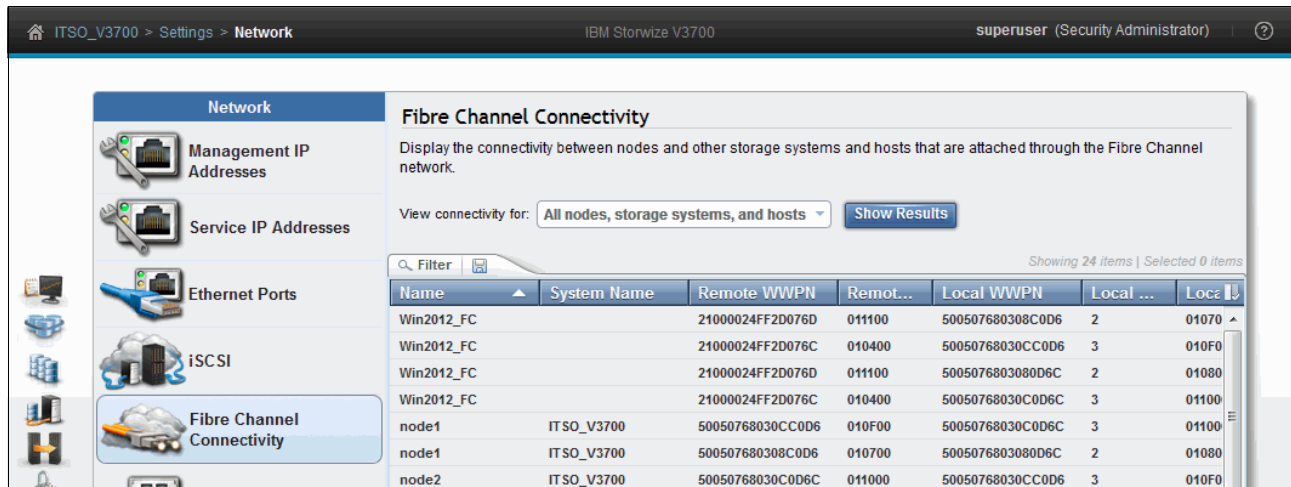 ITSO_V3700 > Settings > Network
IBM Storwize V3700
superuser (Security Administrator)
?
Network
Management IP
Addresses
Service IP Addresses
Ethernet Ports
iSCSI
Fibre Channel
Connectivity
Fibre Channel Connectivity
Display the connectivity between nodes and other storage systems and hosts that are attached through the Fibre Channel
network.
View connectivity for: All nodes, storage systems, and hosts Show Results
Filter Showing 24 items | Selected 0 items
Name System Name Remote WWPN Remot... Local WWPN Local ... Loca
Win2012_FC 21000024FF2D076D 011100 500507680308C0D6 2 01070
Win2012_FC 21000024FF2D076C 010400 50050768030CC0D6 3 010F0
Win2012_FC 21000024FF2D076D 011100 5005076803080D6C 2 01080
Win2012_FC 21000024FF2D076C 010400 50050768030C0D6C 3 01100
node1 ITSO_V3700 50050768030CC0D6 010F00 50050768030C0D6C 3 01100
node1 ITSO_V3700 500507680308C0D6 010700 5005076803080D6C 2 01080
node2 ITSO_V3700 50050768030C0D6C 011000 50050768030CC0D6 3 010F0